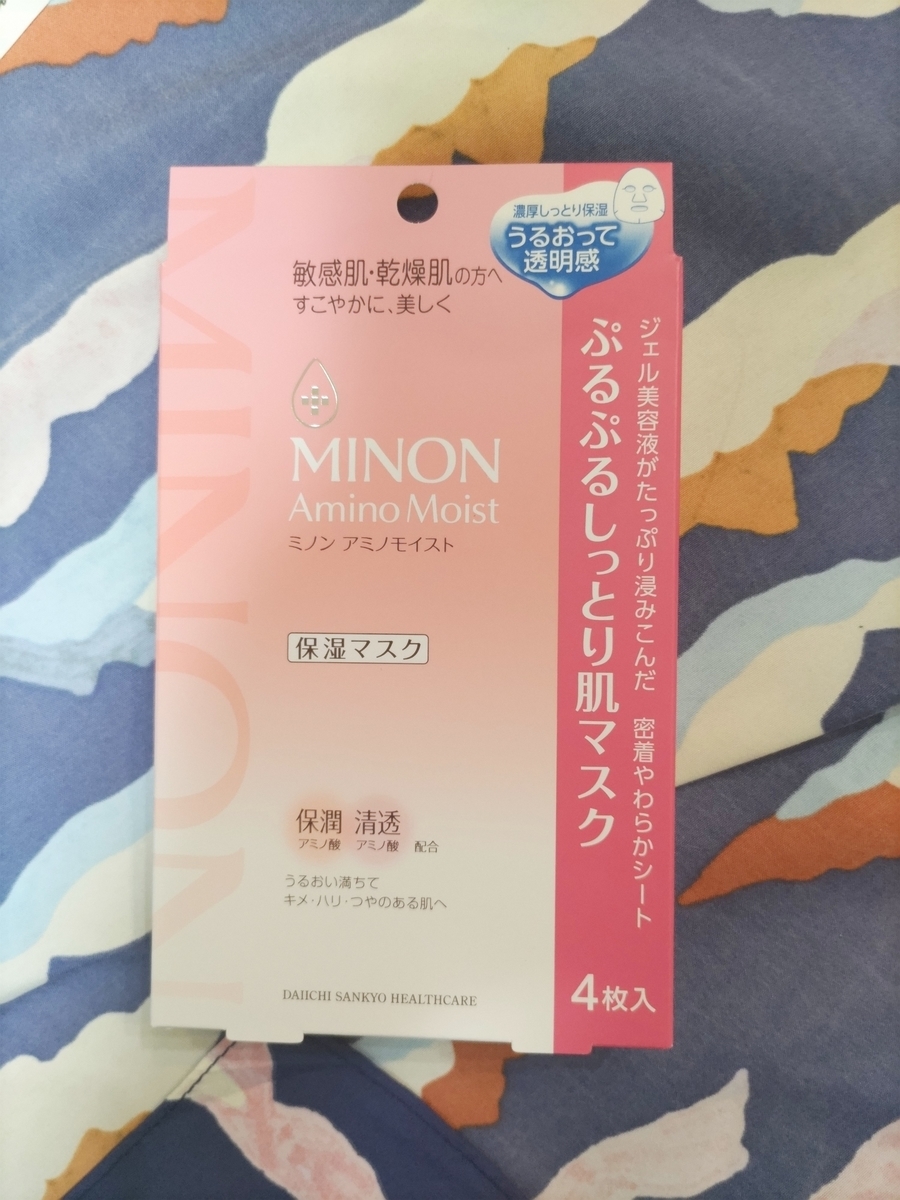 濃厚しっとり保湿
うるおって
透明感
敏感肌・乾燥肌の方へ
すこやかに、美しく
MINON
Amino Moist
ミノン アミノモイスト
保湿マスク
保潤 清透
アミノ酸 アミノ酸 配合
うるおい満ちて
キメ・ハリ・つやのある肌へ
DAIICHI SANKYO HEALTHCARE
MINON
ジェル美容液がたっぷり浸みこんだ 密着やわらかシート
ぷるぷるしっとり肌マスク
4枚入